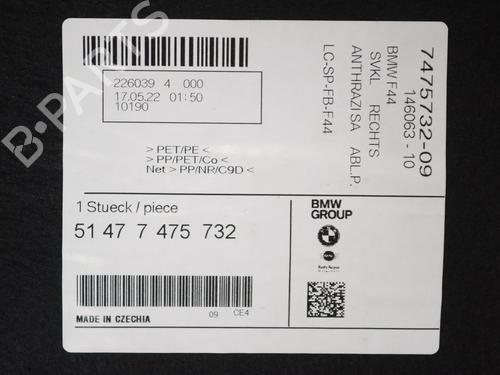 226039 4 000
17.05.22 01:50
10190
> PET/PE <
> PP/PET/Co <
Net > PP/NR/C9D <
7475732-09
146063 - 10
BMW F44
SVKL RECHTS
ANTHRAZI SA ABL.P.
LC-SP-FB-F44
1 Stueck / piece
51 47 7 475 732
BMW
GROUP
MADE IN CZECHIA
09 CE4
B-PARTS